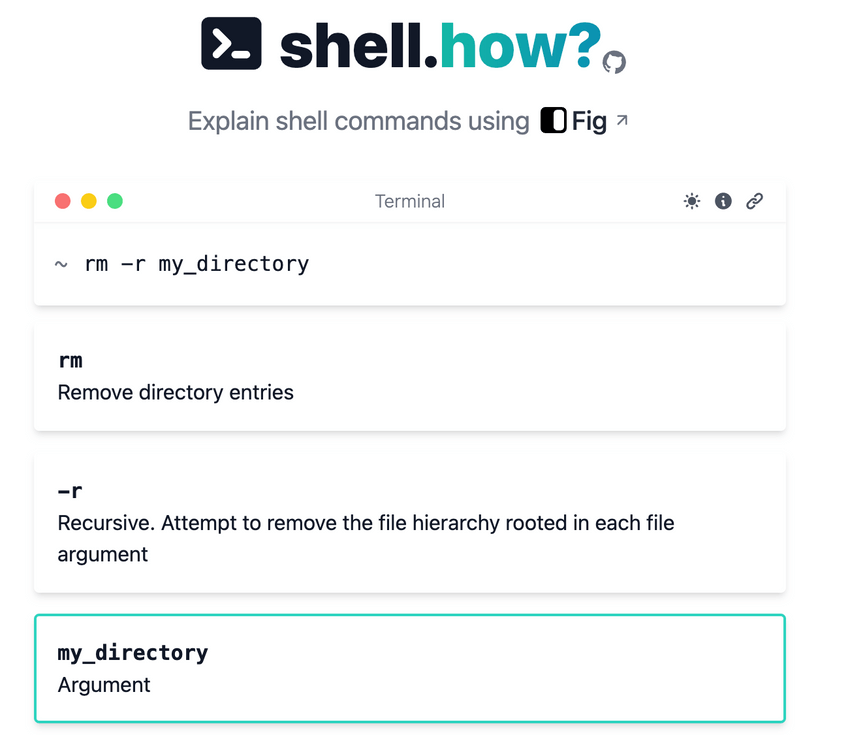 shell.how?
Explain shell commands using Fig ↗
Terminal
~ rm -r my_directory
rm
Remove directory entries
-r
Recursive. Attempt to remove the file hierarchy rooted in each file
argument
my_directory
Argument